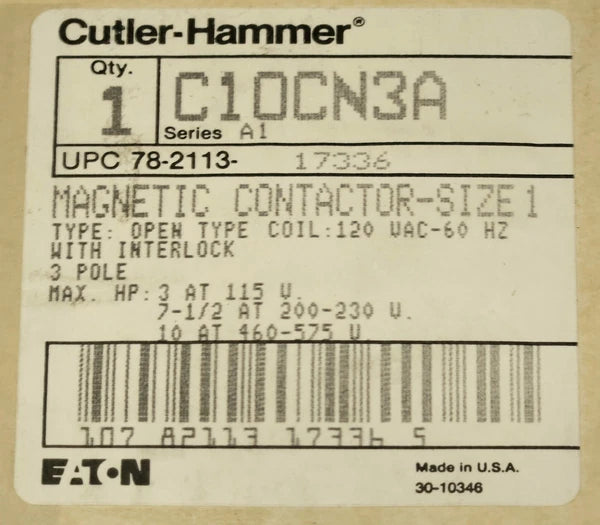 Cutler-Hammer®
Qty.
1
C10CN3A
Series A1
UPC 78-2113- 17336
MAGNETIC CONTACTOR-SIZE 1
TYPE: OPEN TYPE COIL:120 VAC-60 HZ
WITH INTERLOCK
3 POLE
MAX. HP: 3 AT 115 V.
7-1/2 AT 200-230 V.
10 AT 460-575 V
107 82113 17336 5
EATON
Made in U.S.A.
30-10346